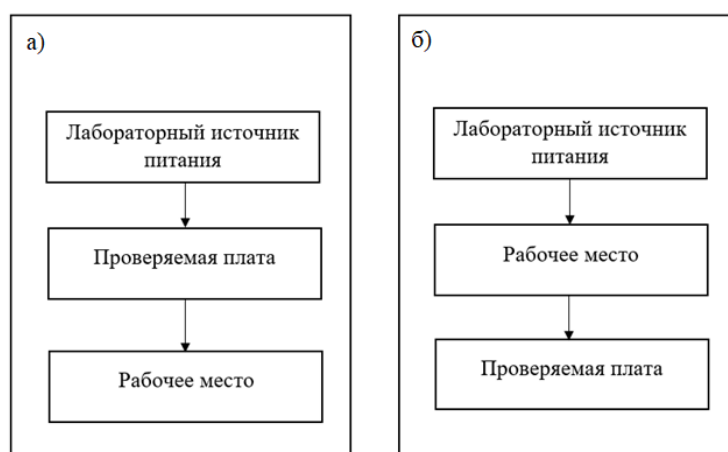 а)
Лабораторный источник
питания
Проверяемая плата
Рабочее место
б)
Лабораторный источник
питания
Рабочее место
Проверяемая плата